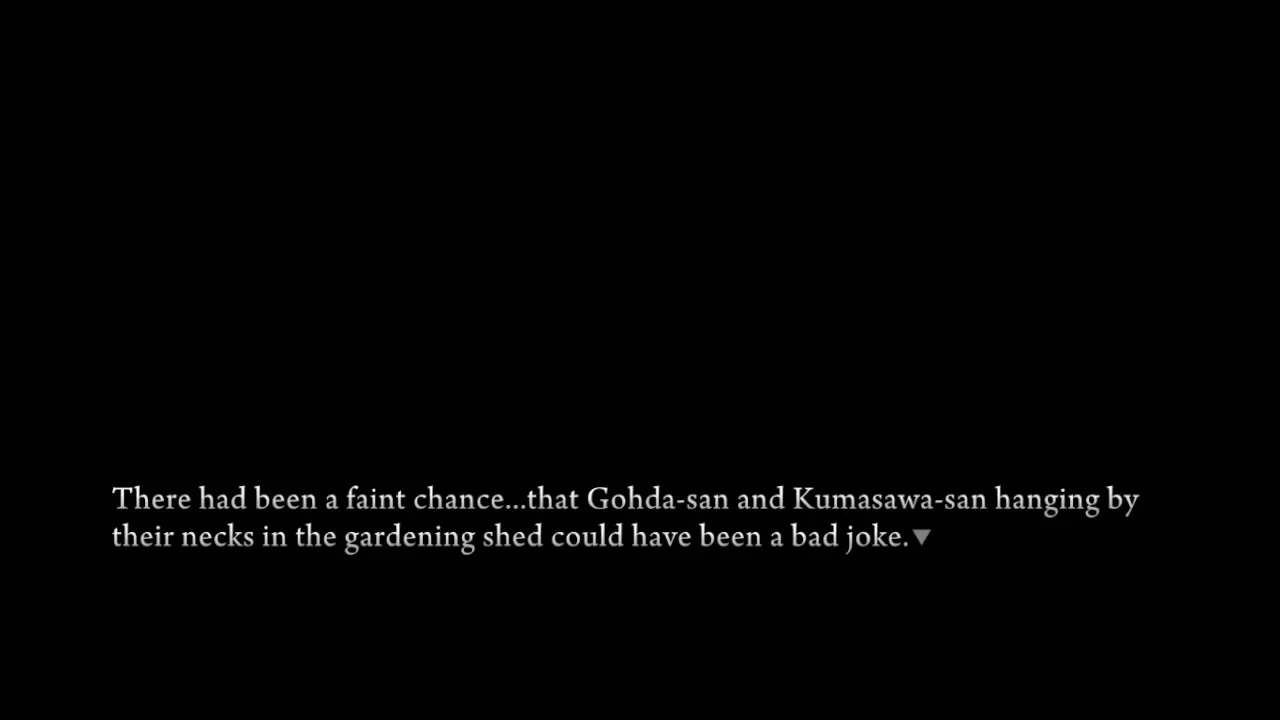 There had been a faint chance...that Gohda-san and Kumasawa-san hanging by
their necks in the gardening shed could have been a bad joke.▼